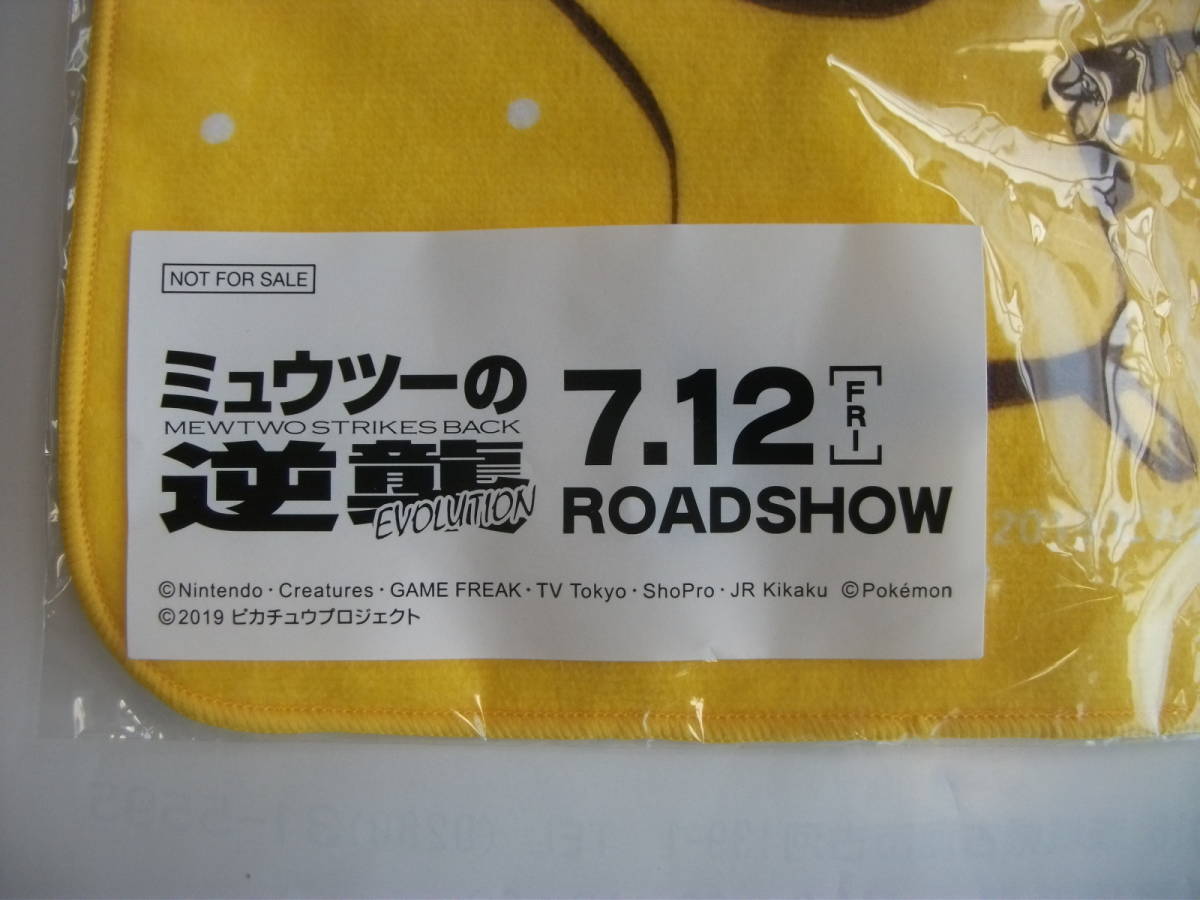 NOT FOR SALE
ミュウツーの
MEWTWO STRIKES BACK
逆襲
EVOLUTION
7.12 [FRI]
ROADSHOW
©Nintendo・Creatures・GAME FREAK・TV Tokyo・ShoPro・JR Kikaku ©Pokémon
©2019 ピカチュウプロジェクト